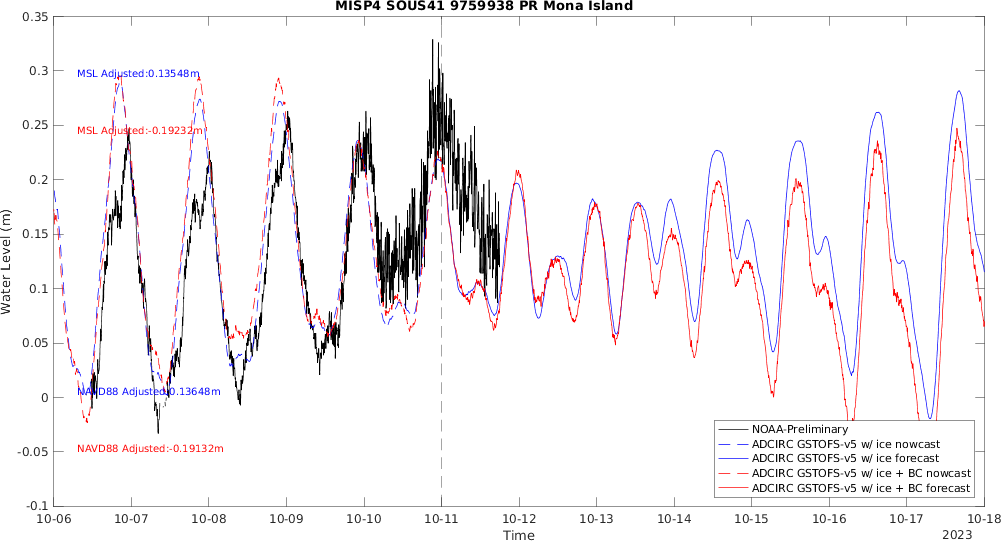 MISP4 SOUS41 9759938 PR Mona Island
0.35
0.3
0.25
0.2
0.15
0.1
0.05
0
-0.05
-0.1
Water Level (m)
MSL Adjusted:0.13548m
MSL Adjusted:-0.19232m
NAVD88 Adjusted:0.13648m
NAVD88 Adjusted:-0.19132m
NOAA-Preliminary
ADCIRC GSTOFS-v5 w/ ice nowcast
ADCIRC GSTOFS-v5 w/ ice forecast
ADCIRC GSTOFS-v5 w/ ice + BC nowcast
ADCIRC GSTOFS-v5 w/ ice + BC forecast
10-06 10-07 10-08 10-09 10-10 10-11 10-12 10-13 10-14 10-15 10-16 10-17 10-18
Time
2023